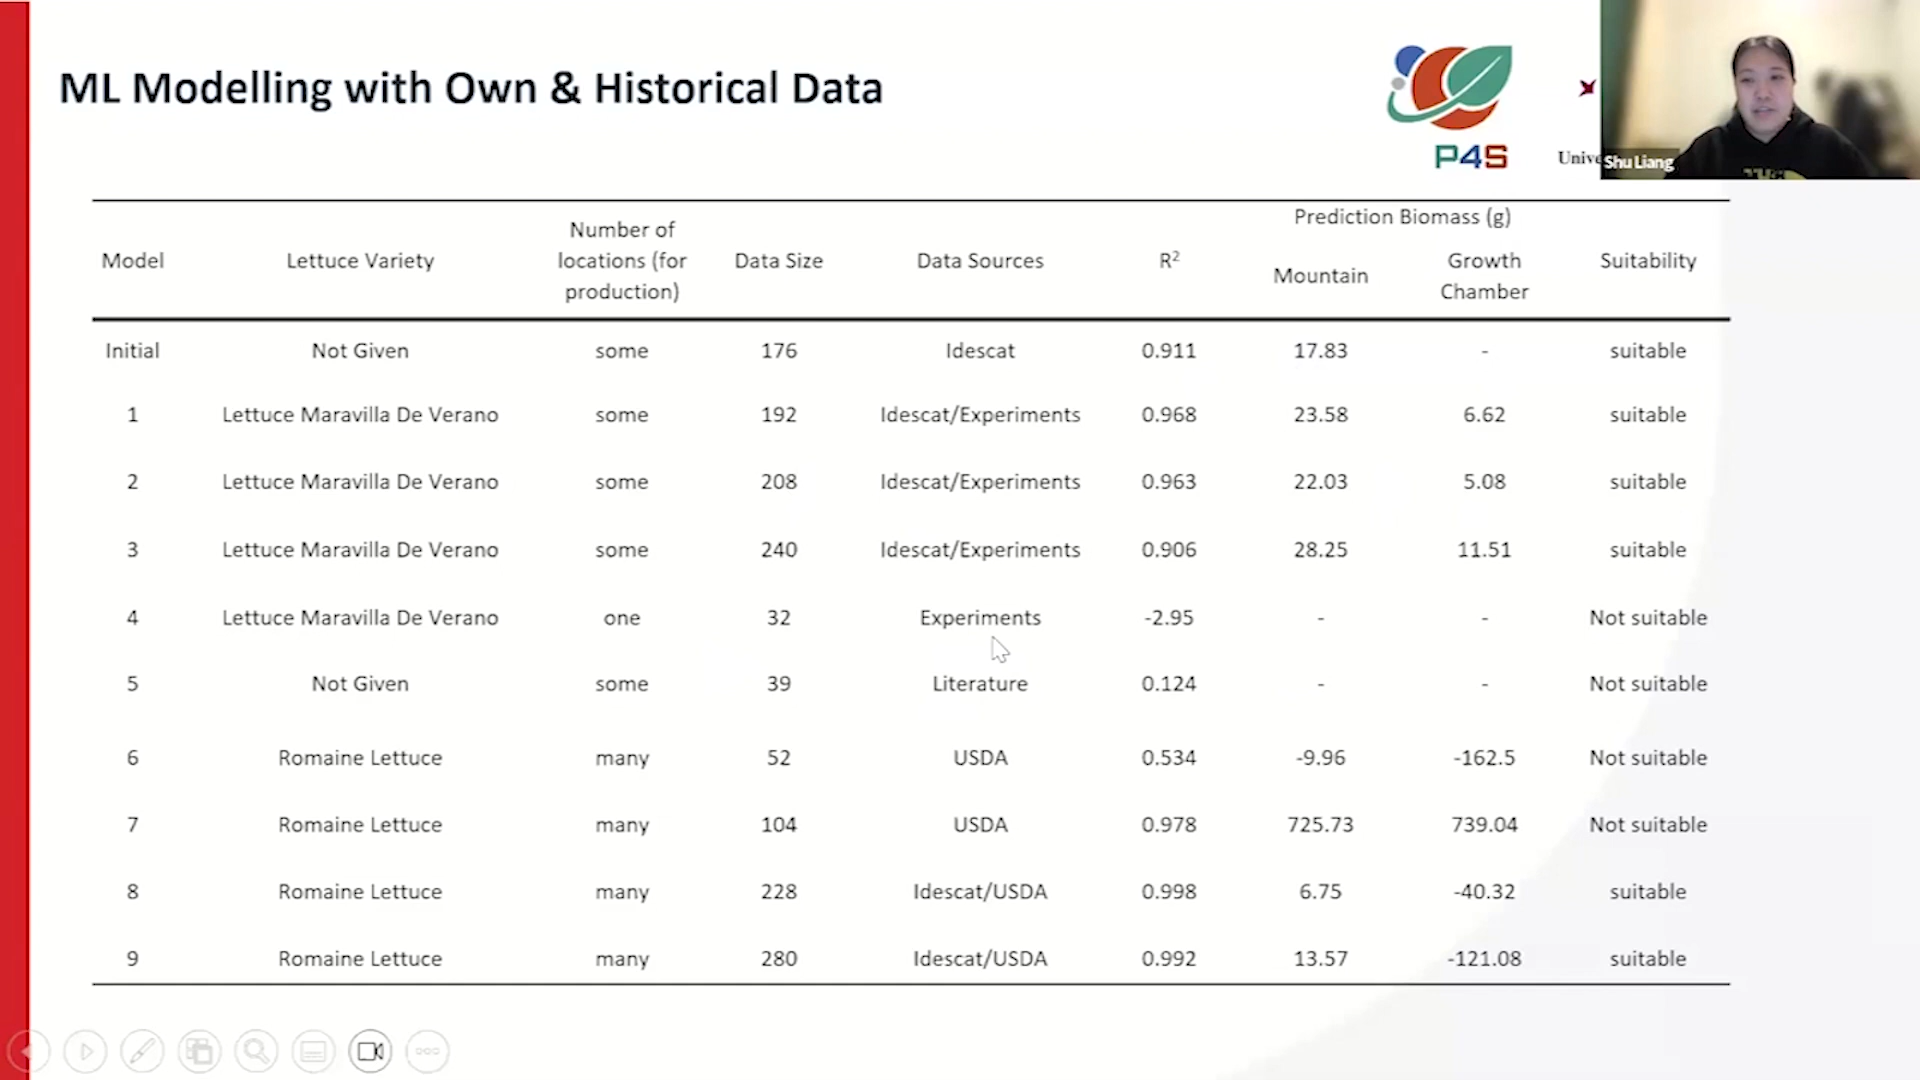 ML Modelling with Own & Historical Data
P4S
Unive
Shu Liang
Model Lettuce Variety Number of locations (for production) Data Size Data Sources R² Prediction Biomass (g) Mountain Growth Chamber Suitability
Initial Not Given some 176 Idescat 0.911 17.83 - suitable
1 Lettuce Maravilla De Verano some 192 Idescat/Experiments 0.968 23.58 6.62 suitable
2 Lettuce Maravilla De Verano some 208 Idescat/Experiments 0.963 22.03 5.08 suitable
3 Lettuce Maravilla De Verano some 240 Idescat/Experiments 0.906 28.25 11.51 suitable
4 Lettuce Maravilla De Verano one 32 Experiments -2.95 - - Not suitable
5 Not Given some 39 Literature 0.124 - - Not suitable
6 Romaine Lettuce many 52 USDA 0.534 -9.96 -162.5 Not suitable
7 Romaine Lettuce many 104 USDA 0.978 725.73 739.04 Not suitable
8 Romaine Lettuce many 228 Idescat/USDA 0.998 6.75 -40.32 suitable
9 Romaine Lettuce many 280 Idescat/USDA 0.992 13.57 -121.08 suitable